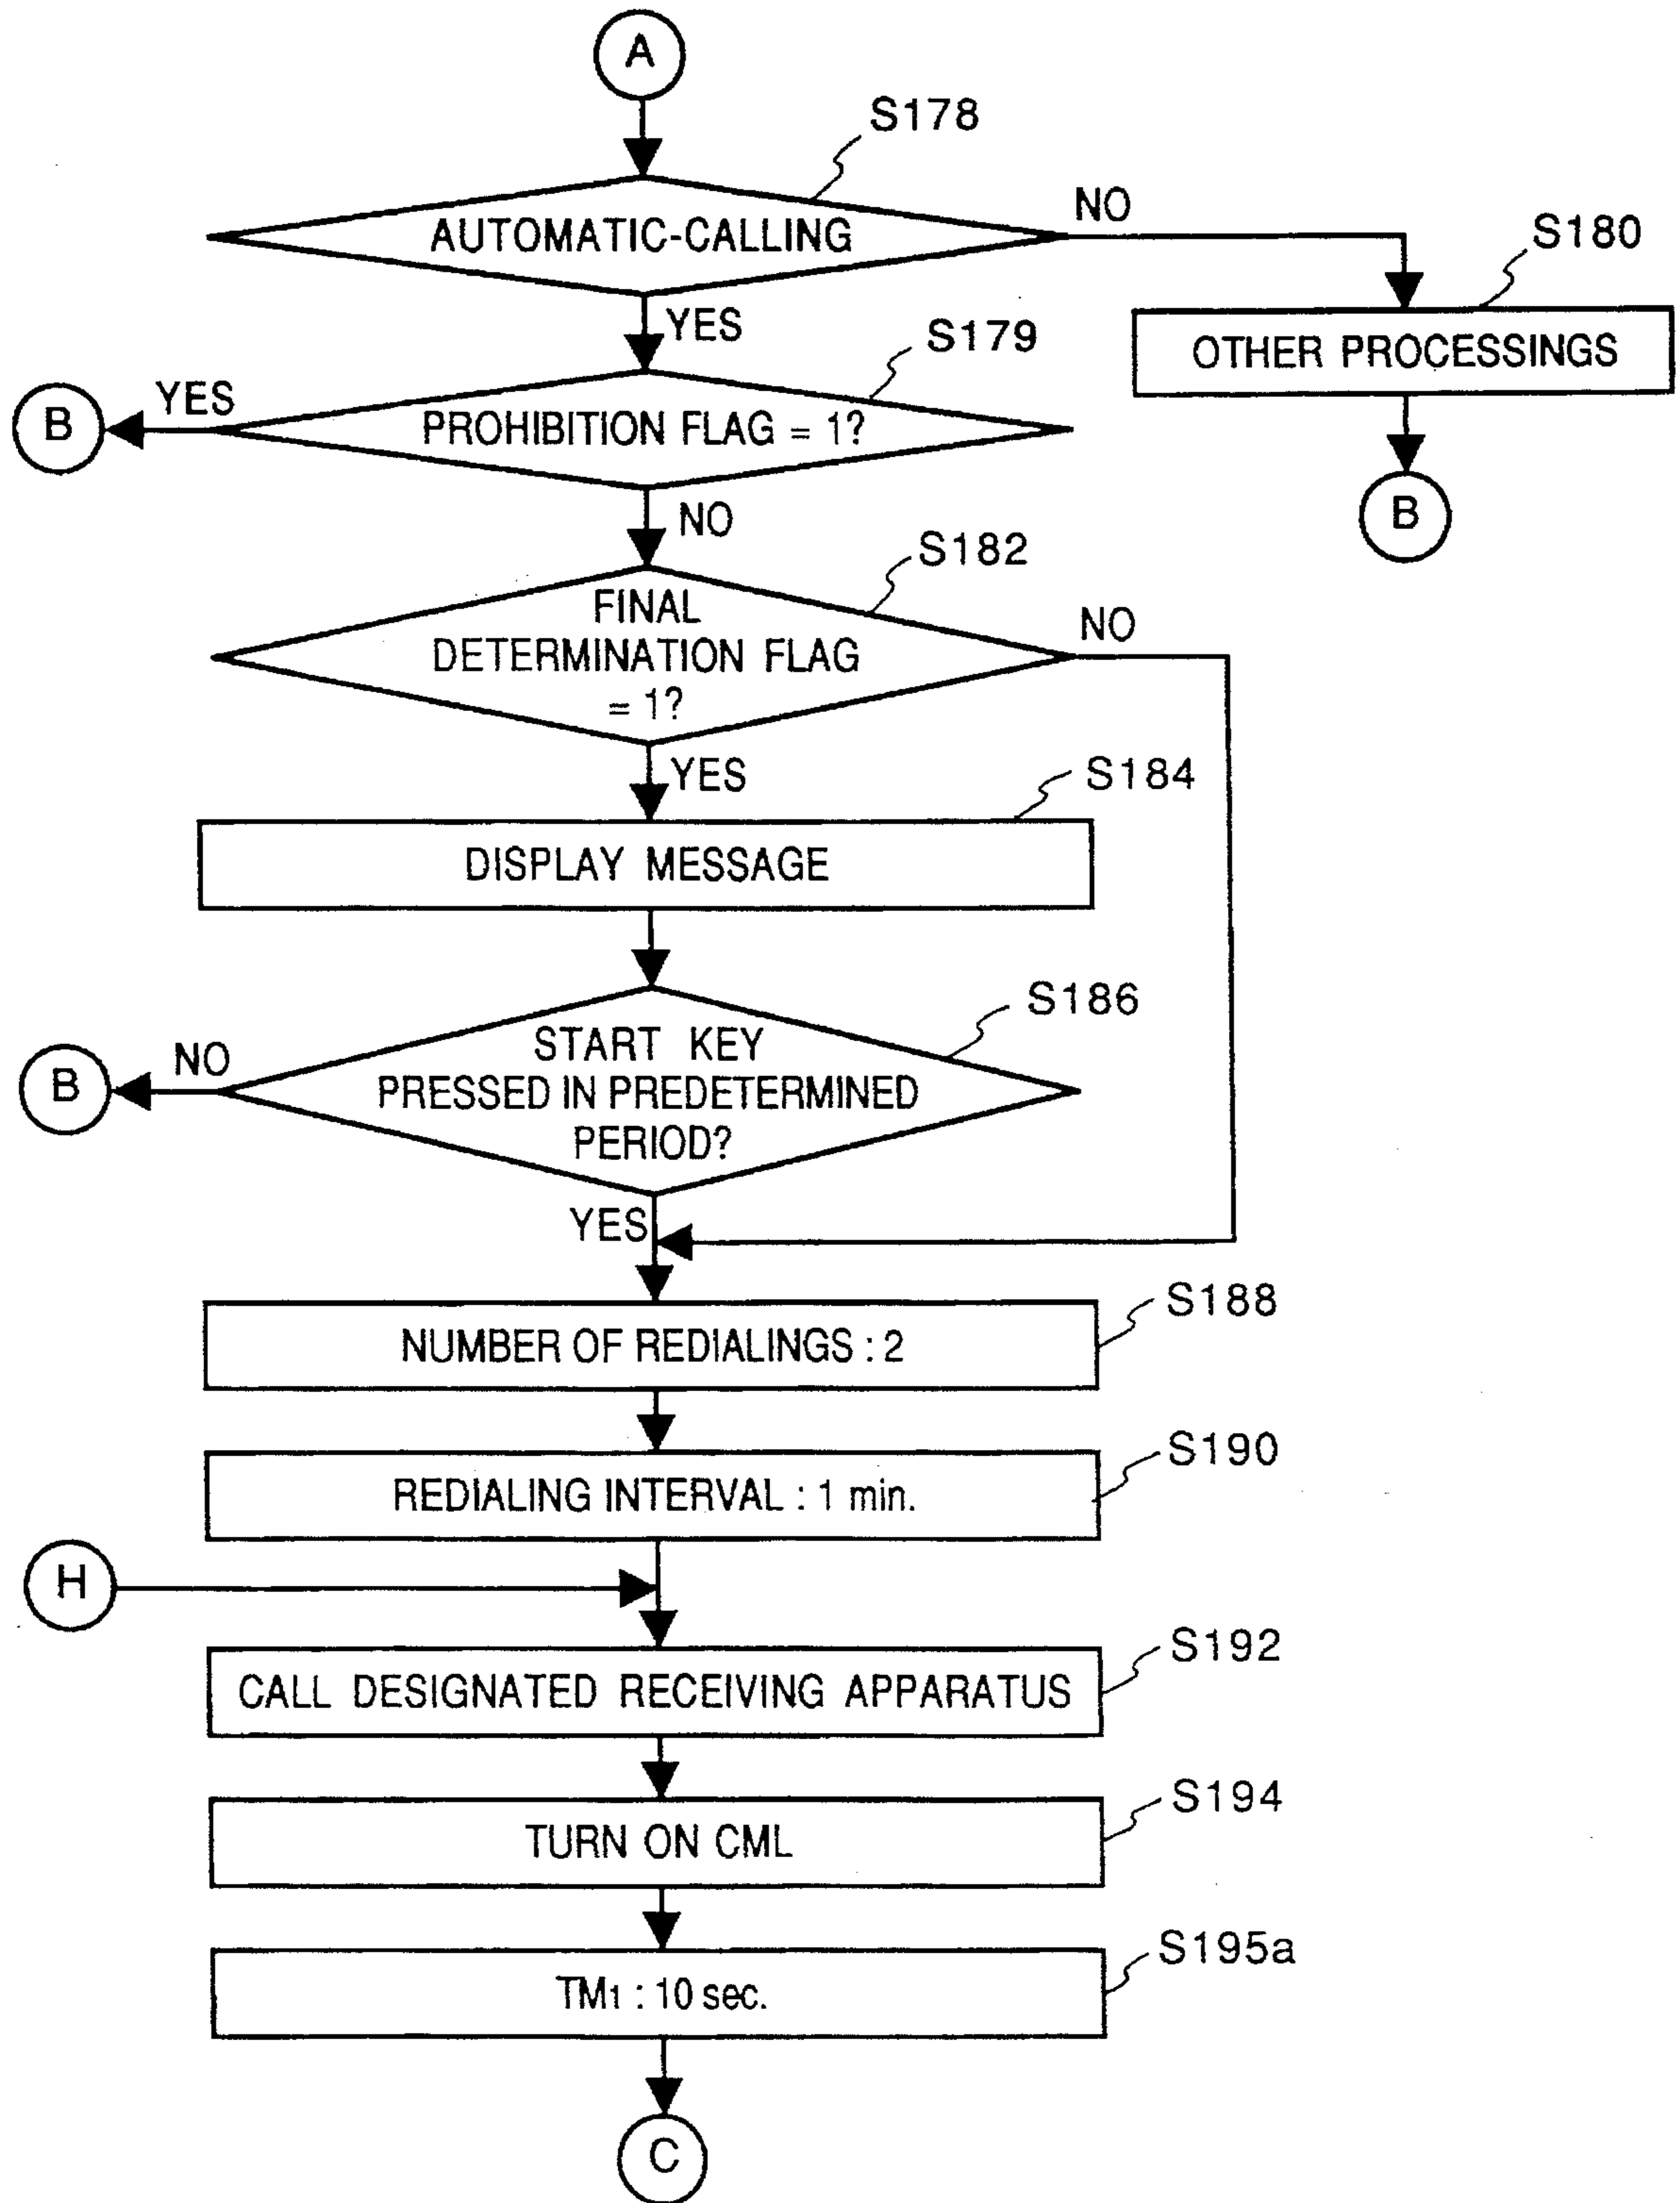 A
S178
AUTOMATIC-CALLING
NO
S180
YES
OTHER PROCESSINGS
S179
YES
B
PROHIBITION FLAG = 1?
NO
B
S182
FINAL
DETERMINATION FLAG
= 1?
NO
YES
S184
DISPLAY MESSAGE
S186
START KEY
PRESSED IN PREDETERMINED
PERIOD?
NO
B
YES
S188
NUMBER OF REDIALINGS : 2
S190
REDIALING INTERVAL : 1 min.
H
S192
CALL DESIGNATED RECEIVING APPARATUS
S194
TURN ON CML
S195a
TM1 : 10 sec.
C